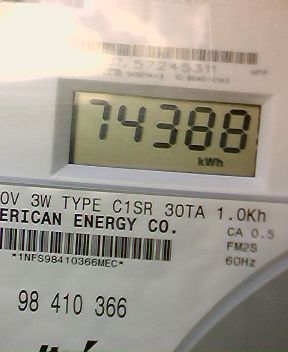 57245311
74388
kWh
0V 3W TYPE C1SR 30TA 1.0Kh
ERICAN ENERGY CO.
CA 0.5
FM2S
*1NFS98410366MEC*
60Hz
98 410 366